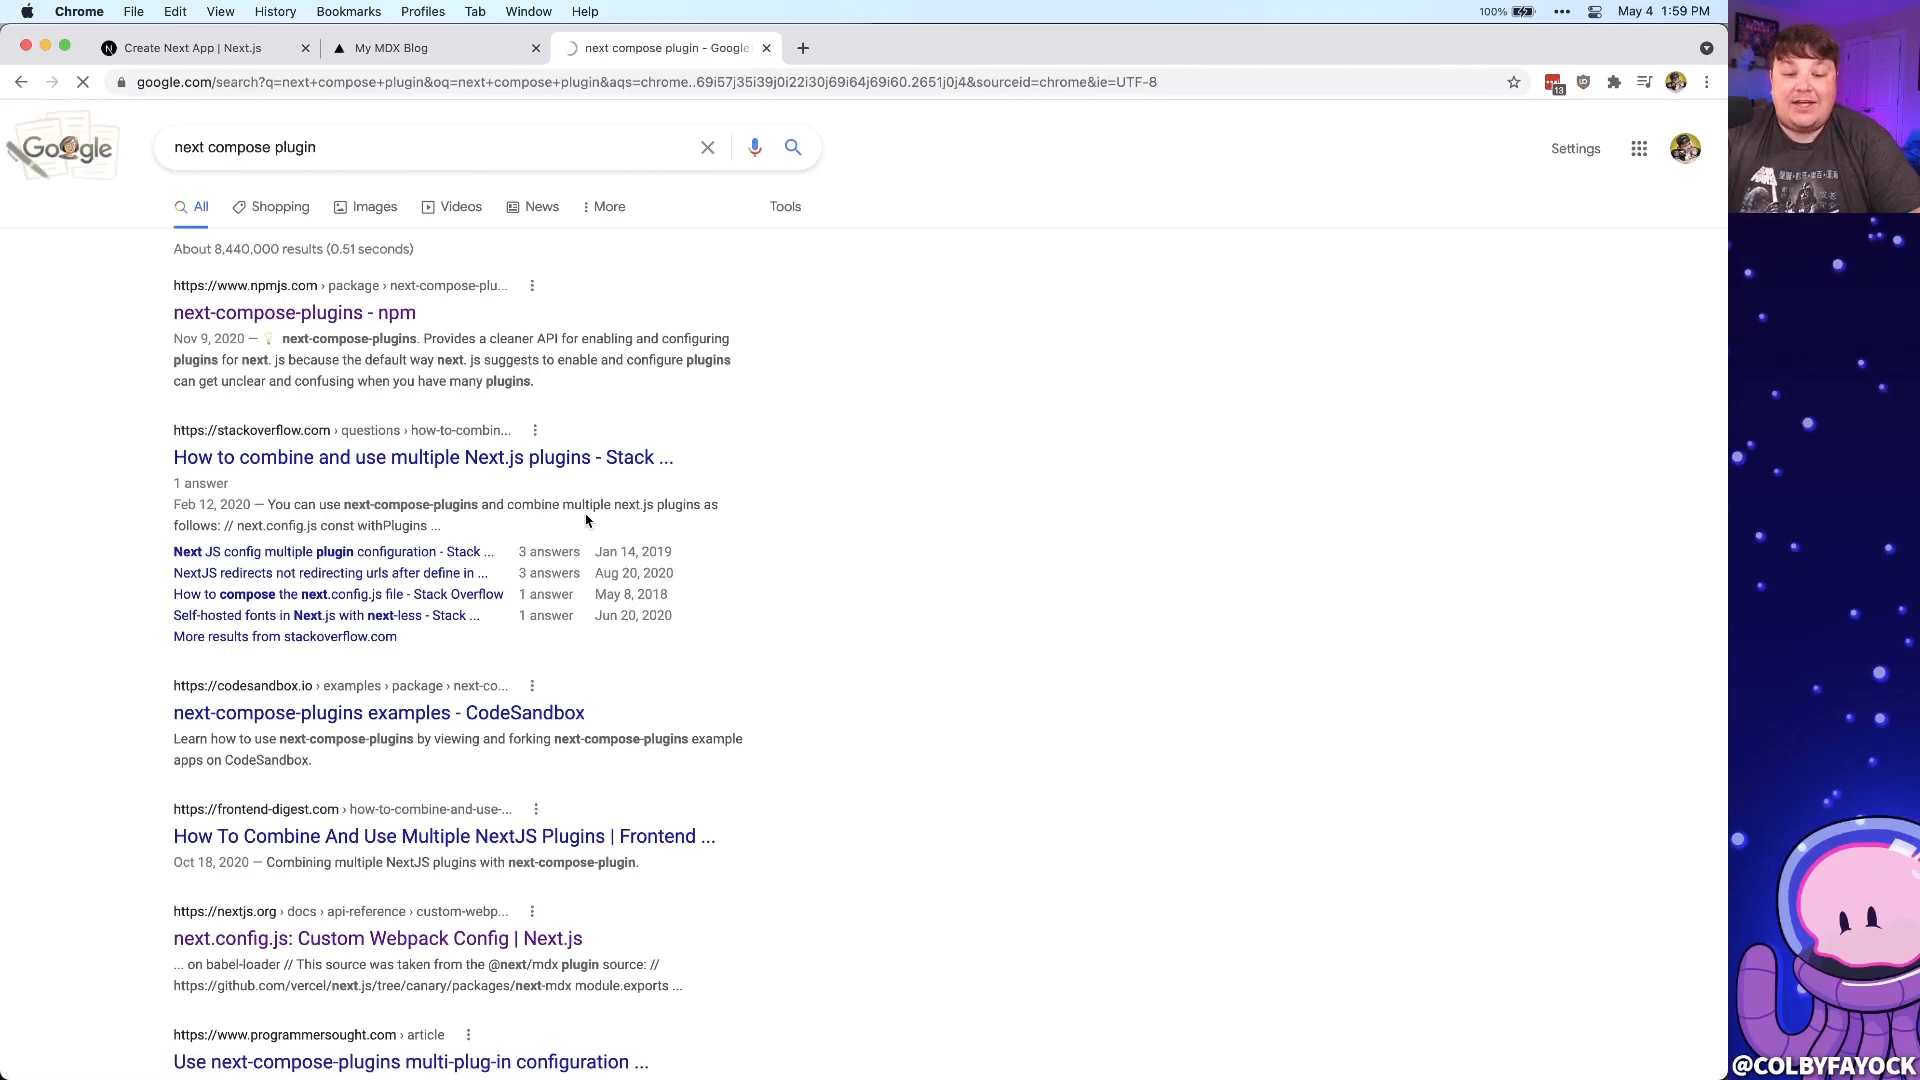 Chrome File Edit View History Bookmarks Profiles Tab Window Help 100% May 4 1:59 PM
Create Next App | Next.js My MDX Blog next compose plugin - Google
google.com/search?q=next+compose+plugin&oq=next+compose+plugin&aqs=chrome..69i57j35i39j0i22i30j69i64j69i60.2651j0j4&sourceid=chrome&ie=UTF-8 13
Google next compose plugin Settings
All Shopping Images Videos News More Tools
About 8,440,000 results (0.51 seconds)
https://www.npmjs.com › package › next-compose-plu...
next-compose-plugins - npm
Nov 9, 2020 — next-compose-plugins. Provides a cleaner API for enabling and configuring
plugins for next. js because the default way next. js suggests to enable and configure plugins
can get unclear and confusing when you have many plugins.
https://stackoverflow.com › questions › how-to-combin...
How to combine and use multiple Next.js plugins - Stack ...
1 answer
Feb 12, 2020 — You can use next-compose-plugins and combine multiple next.js plugins as
follows: // next.config.js const withPlugins ...
Next JS config multiple plugin configuration - Stack ... 3 answers Jan 14, 2019
NextJS redirects not redirecting urls after define in ... 3 answers Aug 20, 2020
How to compose the next.config.js file - Stack Overflow 1 answer May 8, 2018
Self-hosted fonts in Next.js with next-less - Stack ... 1 answer Jun 20, 2020
More results from stackoverflow.com
https://codesandbox.io › examples › package › next-co...
next-compose-plugins examples - CodeSandbox
Learn how to use next-compose-plugins by viewing and forking next-compose-plugins example
apps on CodeSandbox.
https://frontend-digest.com › how-to-combine-and-use-...
How To Combine And Use Multiple NextJS Plugins | Frontend ...
Oct 18, 2020 — Combining multiple NextJS plugins with next-compose-plugin.
https://nextjs.org › docs › api-reference › custom-webp...
next.config.js: Custom Webpack Config | Next.js
... on babel-loader // This source was taken from the @next/mdx plugin source: //
https://github.com/vercel/next.js/tree/canary/packages/next-mdx module.exports ...
https://www.programmersought.com › article
Use next-compose-plugins multi-plug-in configuration ...
@COLBYFAYOCK